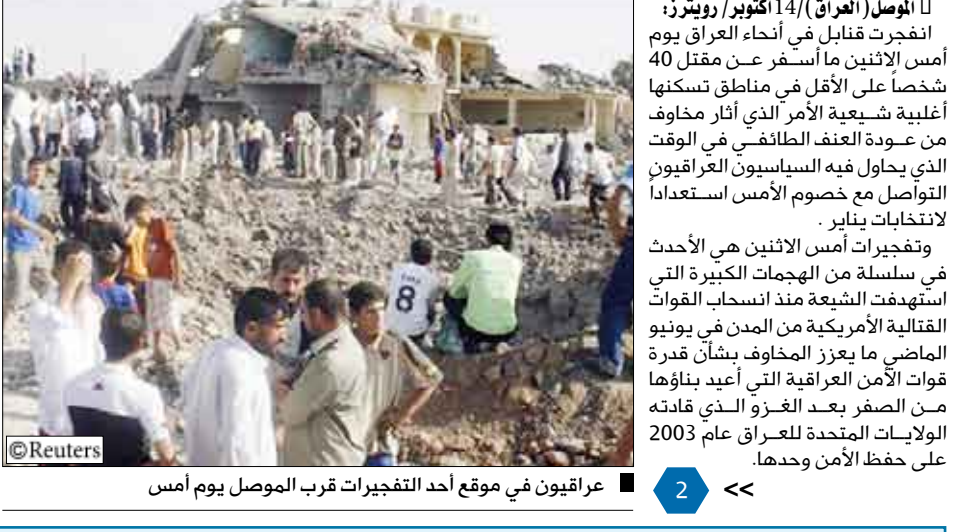 الموصل (العراق)/14اكتوبر/ رويترز:
انفجرت قنابل في أنحاء العراق يوم
أمس الاثنين ما أسفر عن مقتل 40
شخصاً على الأقل في مناطق تسكنها
أغلبية شيعية الأمر الذي أثار مخاوف
من عودة العنف الطائفي في الوقت
الذي يحاول فيه السياسيون العراقيون
التواصل مع خصوم الأمس استعداداً
لانتخابات يناير .
وتفجيرات أمس الاثنين هي الأحدث
في سلسلة من الهجمات الكبيرة التي
استهدفت الشيعة منذ انسحاب القوات
القتالية الأمريكية من المدن في يونيو
الماضي ما يعزز المخاوف بشأن قدرة
قوات الأمن العراقية التي أعيد بناؤها
من الصفر بعد الغزو الذي قادته
الولايات المتحدة للعراق عام 2003
على حفظ الأمن وحدها.
2 >>
8
©Reuters
عراقيون في موقع أحد التفجيرات قرب الموصل يوم أمس